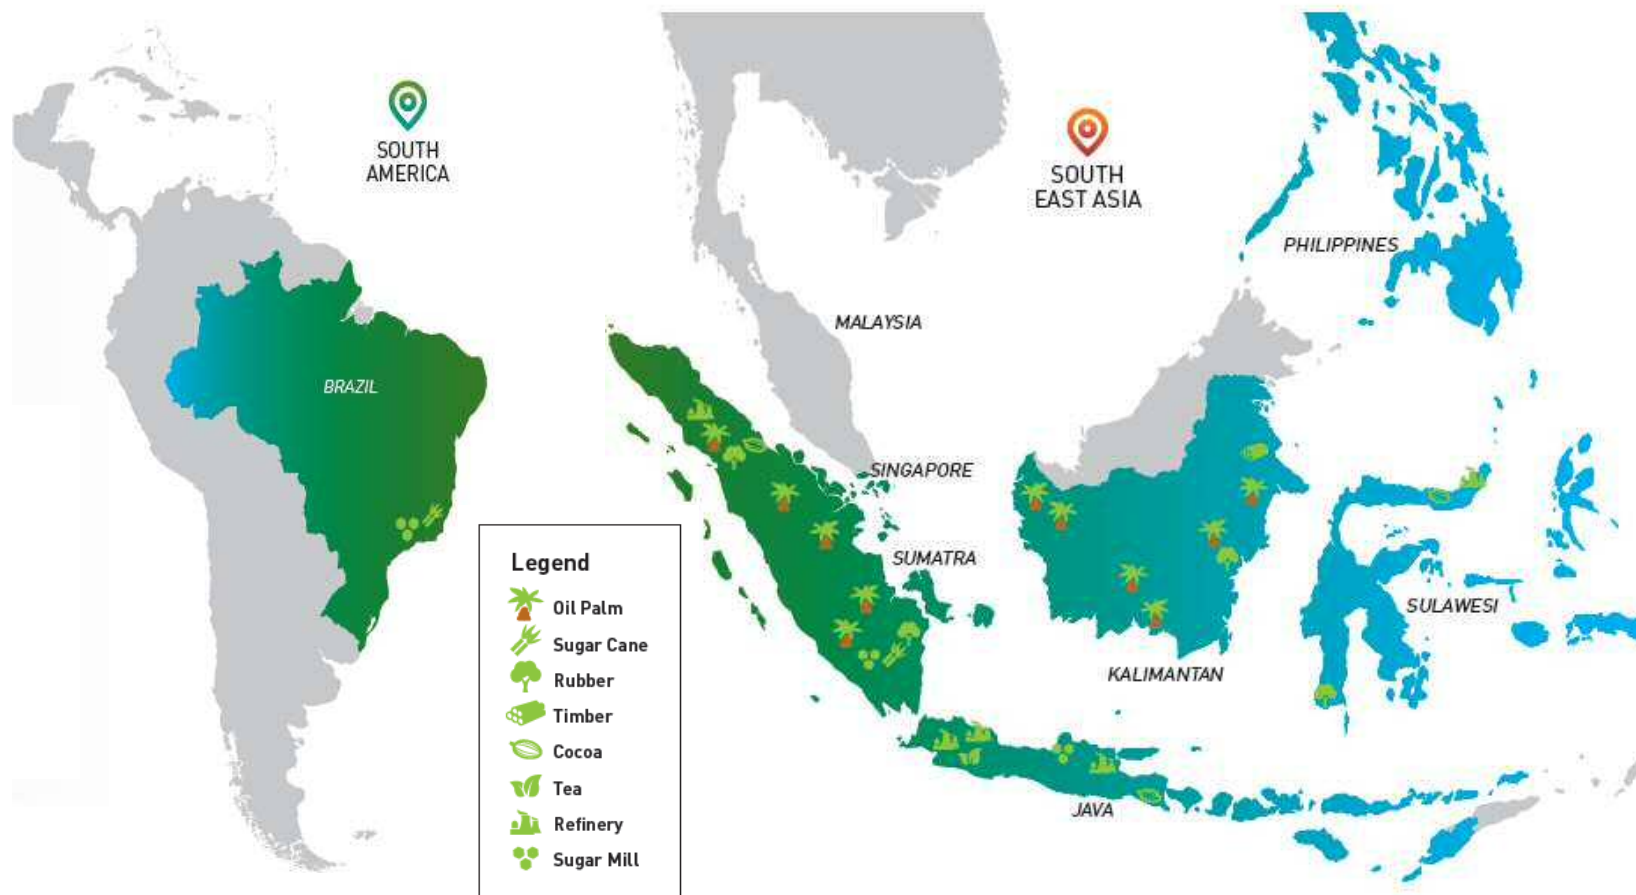 SOUTH
AMERICA
SOUTH
EAST ASIA
PHILIPPINES
MALAYSIA
BRAZIL
SINGAPORE
SUMATRA
SULAWESI
KALIMANTAN
JAVA
Legend
Oil Palm
Sugar Cane
Rubber
Timber
Cocoa
Tea
Refinery
Sugar Mill